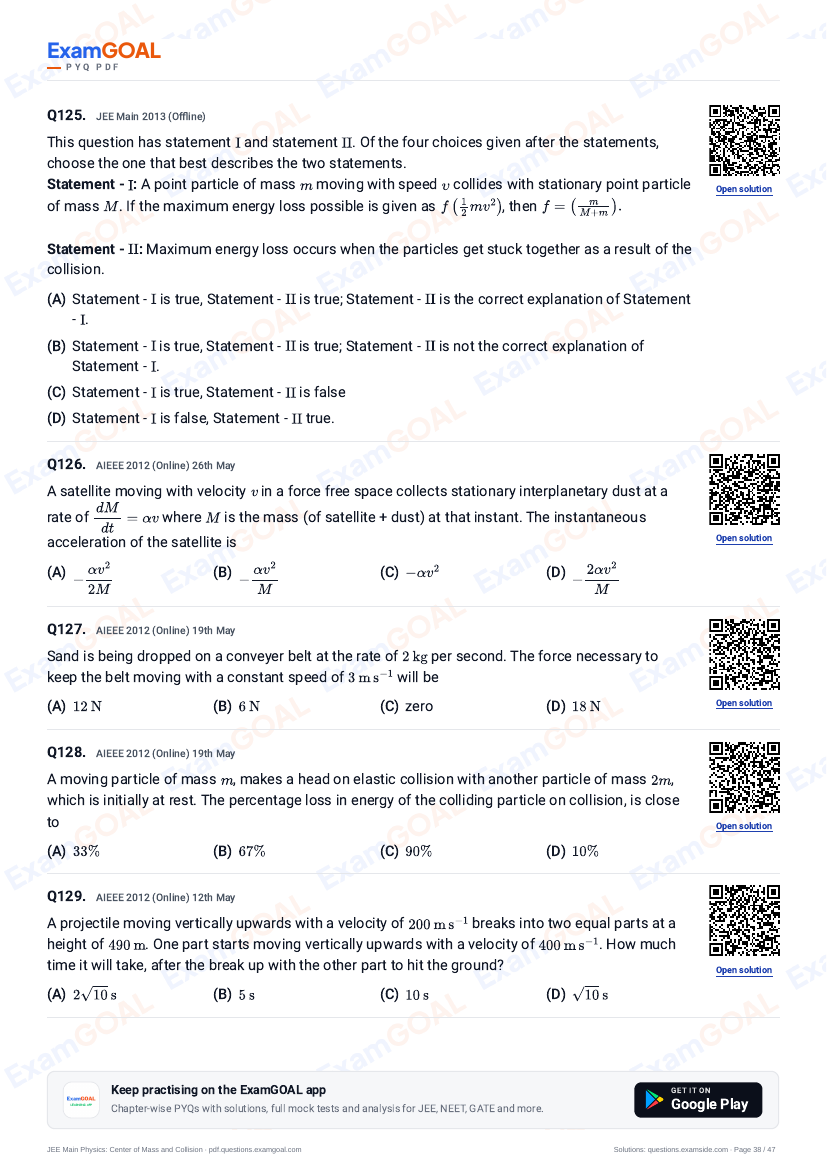 ExamGOAL
PYQ PDF
Q125. JEE Main 2013 (Offline)
This question has statement I and statement II. Of the four choices given after the statements,
choose the one that best describes the two statements.
Open solution
Statement - I: A point particle of mass m moving with speed υ collides with stationary point particle
of mass M. If the maximum energy loss possible is given as f (1/2 mv²), then f = (m/(M+m)).
Statement - II: Maximum energy loss occurs when the particles get stuck together as a result of the
collision.
(A) Statement - I is true, Statement - II is true; Statement - II is the correct explanation of Statement
- I.
(B) Statement - I is true, Statement - II is true; Statement - II is not the correct explanation of
Statement - I.
(C) Statement - I is true, Statement - II is false
(D) Statement - I is false, Statement - II true.
Q126. AIEEE 2012 (Online) 26th May
A satellite moving with velocity v in a force free space collects stationary interplanetary dust at a
rate of dM/dt = αv where M is the mass (of satellite + dust) at that instant. The instantaneous
acceleration of the satellite is
Open solution
(A) −αv²/2M (B) −αv²/M (C) −αv² (D) −2αv²/M
Q127. AIEEE 2012 (Online) 19th May
Sand is being dropped on a conveyer belt at the rate of 2 kg per second. The force necessary to
keep the belt moving with a constant speed of 3 m s⁻¹ will be
Open solution
(A) 12 N (B) 6 N (C) zero (D) 18 N
Q128. AIEEE 2012 (Online) 19th May
A moving particle of mass m, makes a head on elastic collision with another particle of mass 2m,
which is initially at rest. The percentage loss in energy of the colliding particle on collision, is close
to
Open solution
(A) 33% (B) 67% (C) 90% (D) 10%
Q129. AIEEE 2012 (Online) 12th May
A projectile moving vertically upwards with a velocity of 200 m s⁻¹ breaks into two equal parts at a
height of 490 m. One part starts moving vertically upwards with a velocity of 400 m s⁻¹. How much
time it will take, after the break up with the other part to hit the ground?
Open solution
(A) 2√10 s (B) 5 s (C) 10 s (D) √10 s
ExamGOAL
Keep practising on the ExamGOAL app
Chapter-wise PYQs with solutions, full mock tests and analysis for JEE, NEET, GATE and more.
GET IT ON
Google Play
JEE Main Physics: Center of Mass and Collision · pdf.questions.examgoal.com
Solutions: questions.examside.com · Page 38 / 47